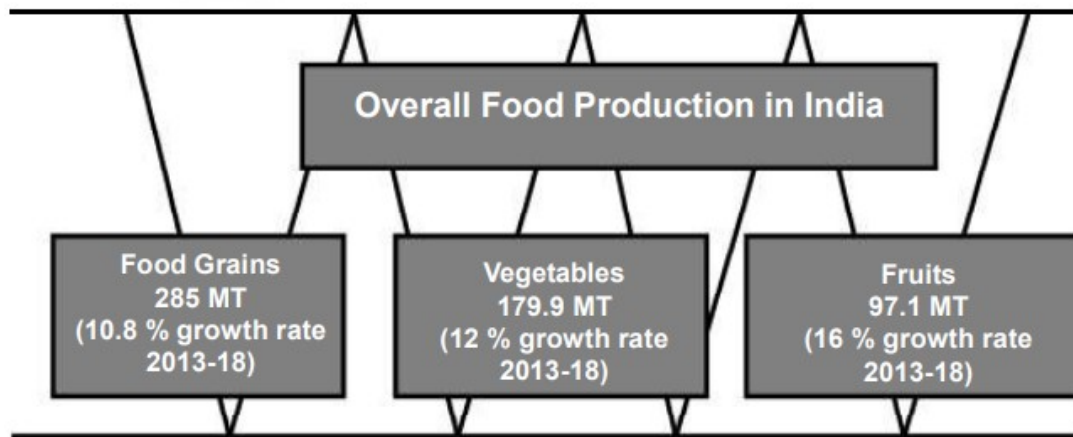 Overall Food Production in India
Food Grains
285 MT
(10.8 % growth rate
2013-18)
Vegetables
179.9 MT
(12 % growth rate
2013-18)
Fruits
97.1 MT
(16 % growth rate
2013-18)